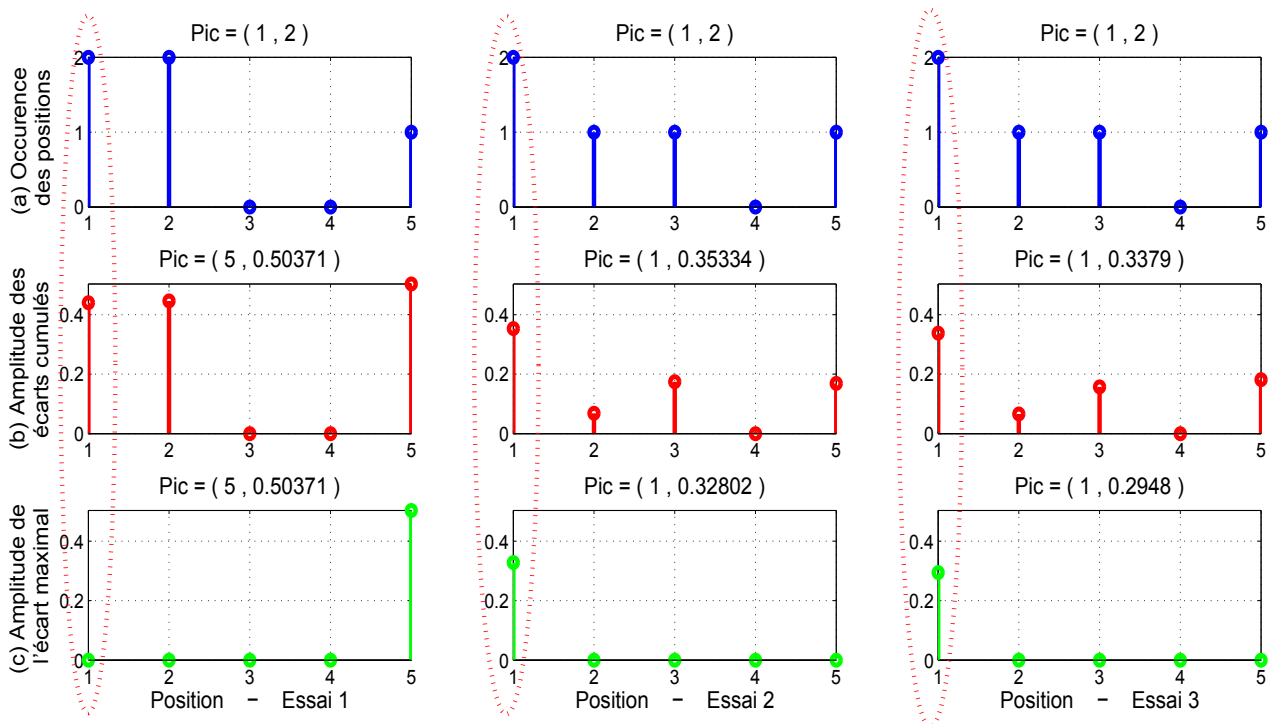 Pic = ( 1 , 2 )
Pic = ( 1 , 2 )
Pic = ( 1 , 2 )
(a) Occurence
des positions
2
1
0
1 2 3 4 5
2
1
0
1 2 3 4 5
2
1
0
1 2 3 4 5
Pic = ( 5 , 0.50371 )
Pic = ( 1 , 0.35334 )
Pic = ( 1 , 0.3379 )
(b) Amplitude des
écarts cumulés
0.4
0.2
0
1 2 3 4 5
0.4
0.2
0
1 2 3 4 5
0.4
0.2
0
1 2 3 4 5
Pic = ( 5 , 0.50371 )
Pic = ( 1 , 0.32802 )
Pic = ( 1 , 0.2948 )
(c) Amplitude de
l'écart maximal
0.4
0.2
0
1 2 3 4 5
0.4
0.2
0
1 2 3 4 5
0.4
0.2
0
1 2 3 4 5
Position − Essai 1
Position − Essai 2
Position − Essai 3